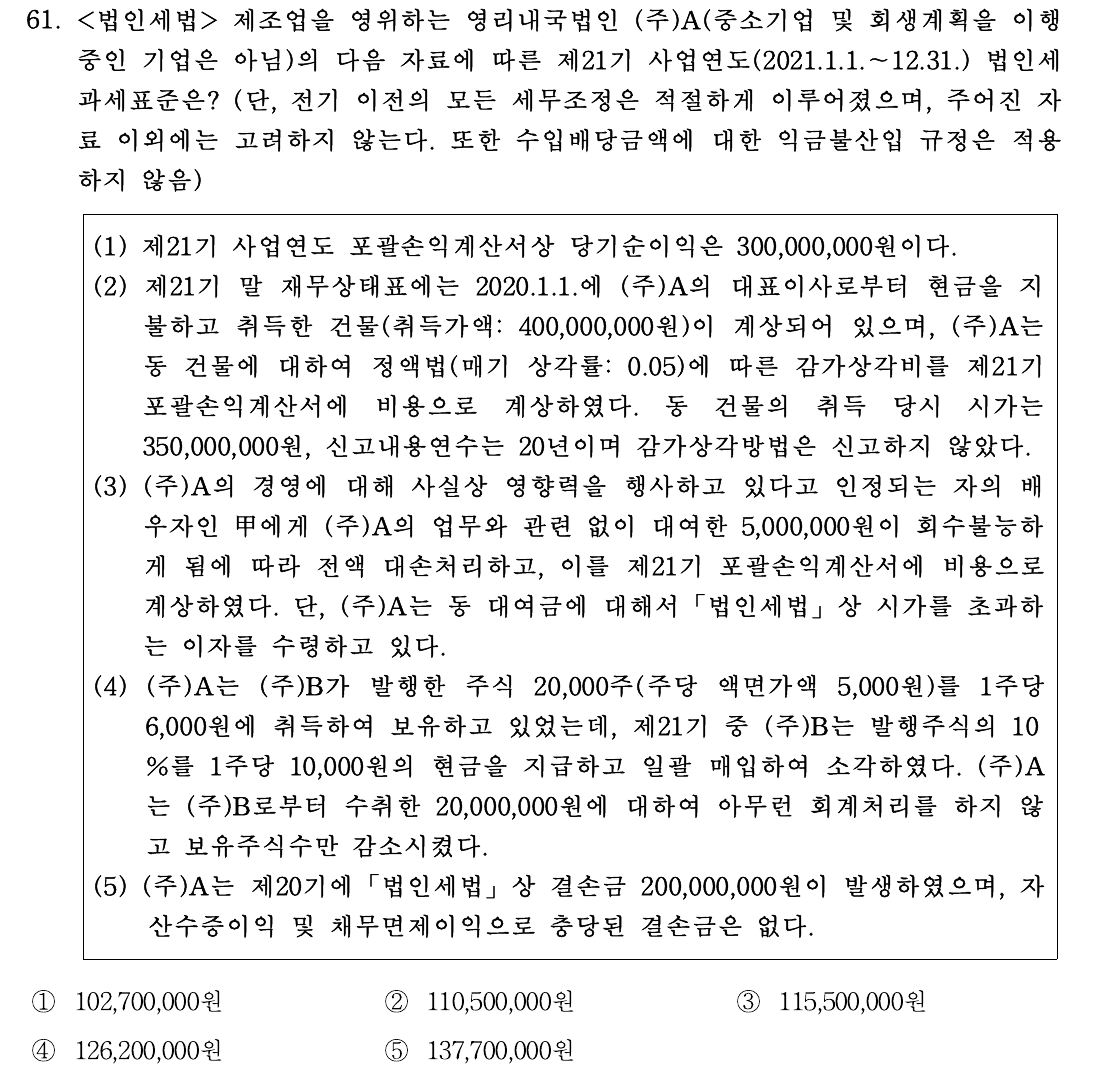 61. <법인세법> 제조업을 영위하는 영리내국법인 (주)A(중소기업 및 회생계획을 이행
중인 기업은 아님)의 다음 자료에 따른 제21기 사업연도(2021.1.1.~12.31.) 법인세
과세표준은? (단, 전기 이전의 모든 세무조정은 적절하게 이루어졌으며, 주어진 자
료 이외에는 고려하지 않는다. 또한 수입배당금액에 대한 익금불산입 규정은 적용
하지 않음)
(1) 제21기 사업연도 포괄손익계산서상 당기순이익은 300,000,000원이다.
(2) 제21기 말 재무상태표에는 2020.1.1.에 (주)A의 대표이사로부터 현금을 지
불하고 취득한 건물(취득가액: 400,000,000원)이 계상되어 있으며, (주)A는
동 건물에 대하여 정액법(매기 상각률: 0.05)에 따른 감가상각비를 제21기
포괄손익계산서에 비용으로 계상하였다. 동 건물의 취득 당시 시가는
350,000,000원, 신고내용연수는 20년이며 감가상각방법은 신고하지 않았다.
(3) (주)A의 경영에 대해 사실상 영향력을 행사하고 있다고 인정되는 자의 배
우자인 甲에게 (주)A의 업무와 관련 없이 대여한 5,000,000원이 회수불능하
게 됨에 따라 전액 대손처리하고, 이를 제21기 포괄손익계산서에 비용으로
계상하였다. 단, (주)A는 동 대여금에 대해서「법인세법」상 시가를 초과하
는 이자를 수령하고 있다.
(4) (주)A는 (주)B가 발행한 주식 20,000주(주당 액면가액 5,000원)를 1주당
6,000원에 취득하여 보유하고 있었는데, 제21기 중 (주)B는 발행주식의 10
%를 1주당 10,000원의 현금을 지급하고 일괄 매입하여 소각하였다. (주)A
는 (주)B로부터 수취한 20,000,000원에 대하여 아무런 회계처리를 하지 않
고 보유주식수만 감소시켰다.
(5) (주)A는 제20기에「법인세법」상 결손금 200,000,000원이 발생하였으며, 자
산수증이익 및 채무면제이익으로 충당된 결손금은 없다.
① 102,700,000원 ② 110,500,000원 ③ 115,500,000원
④ 126,200,000원 ⑤ 137,700,000원